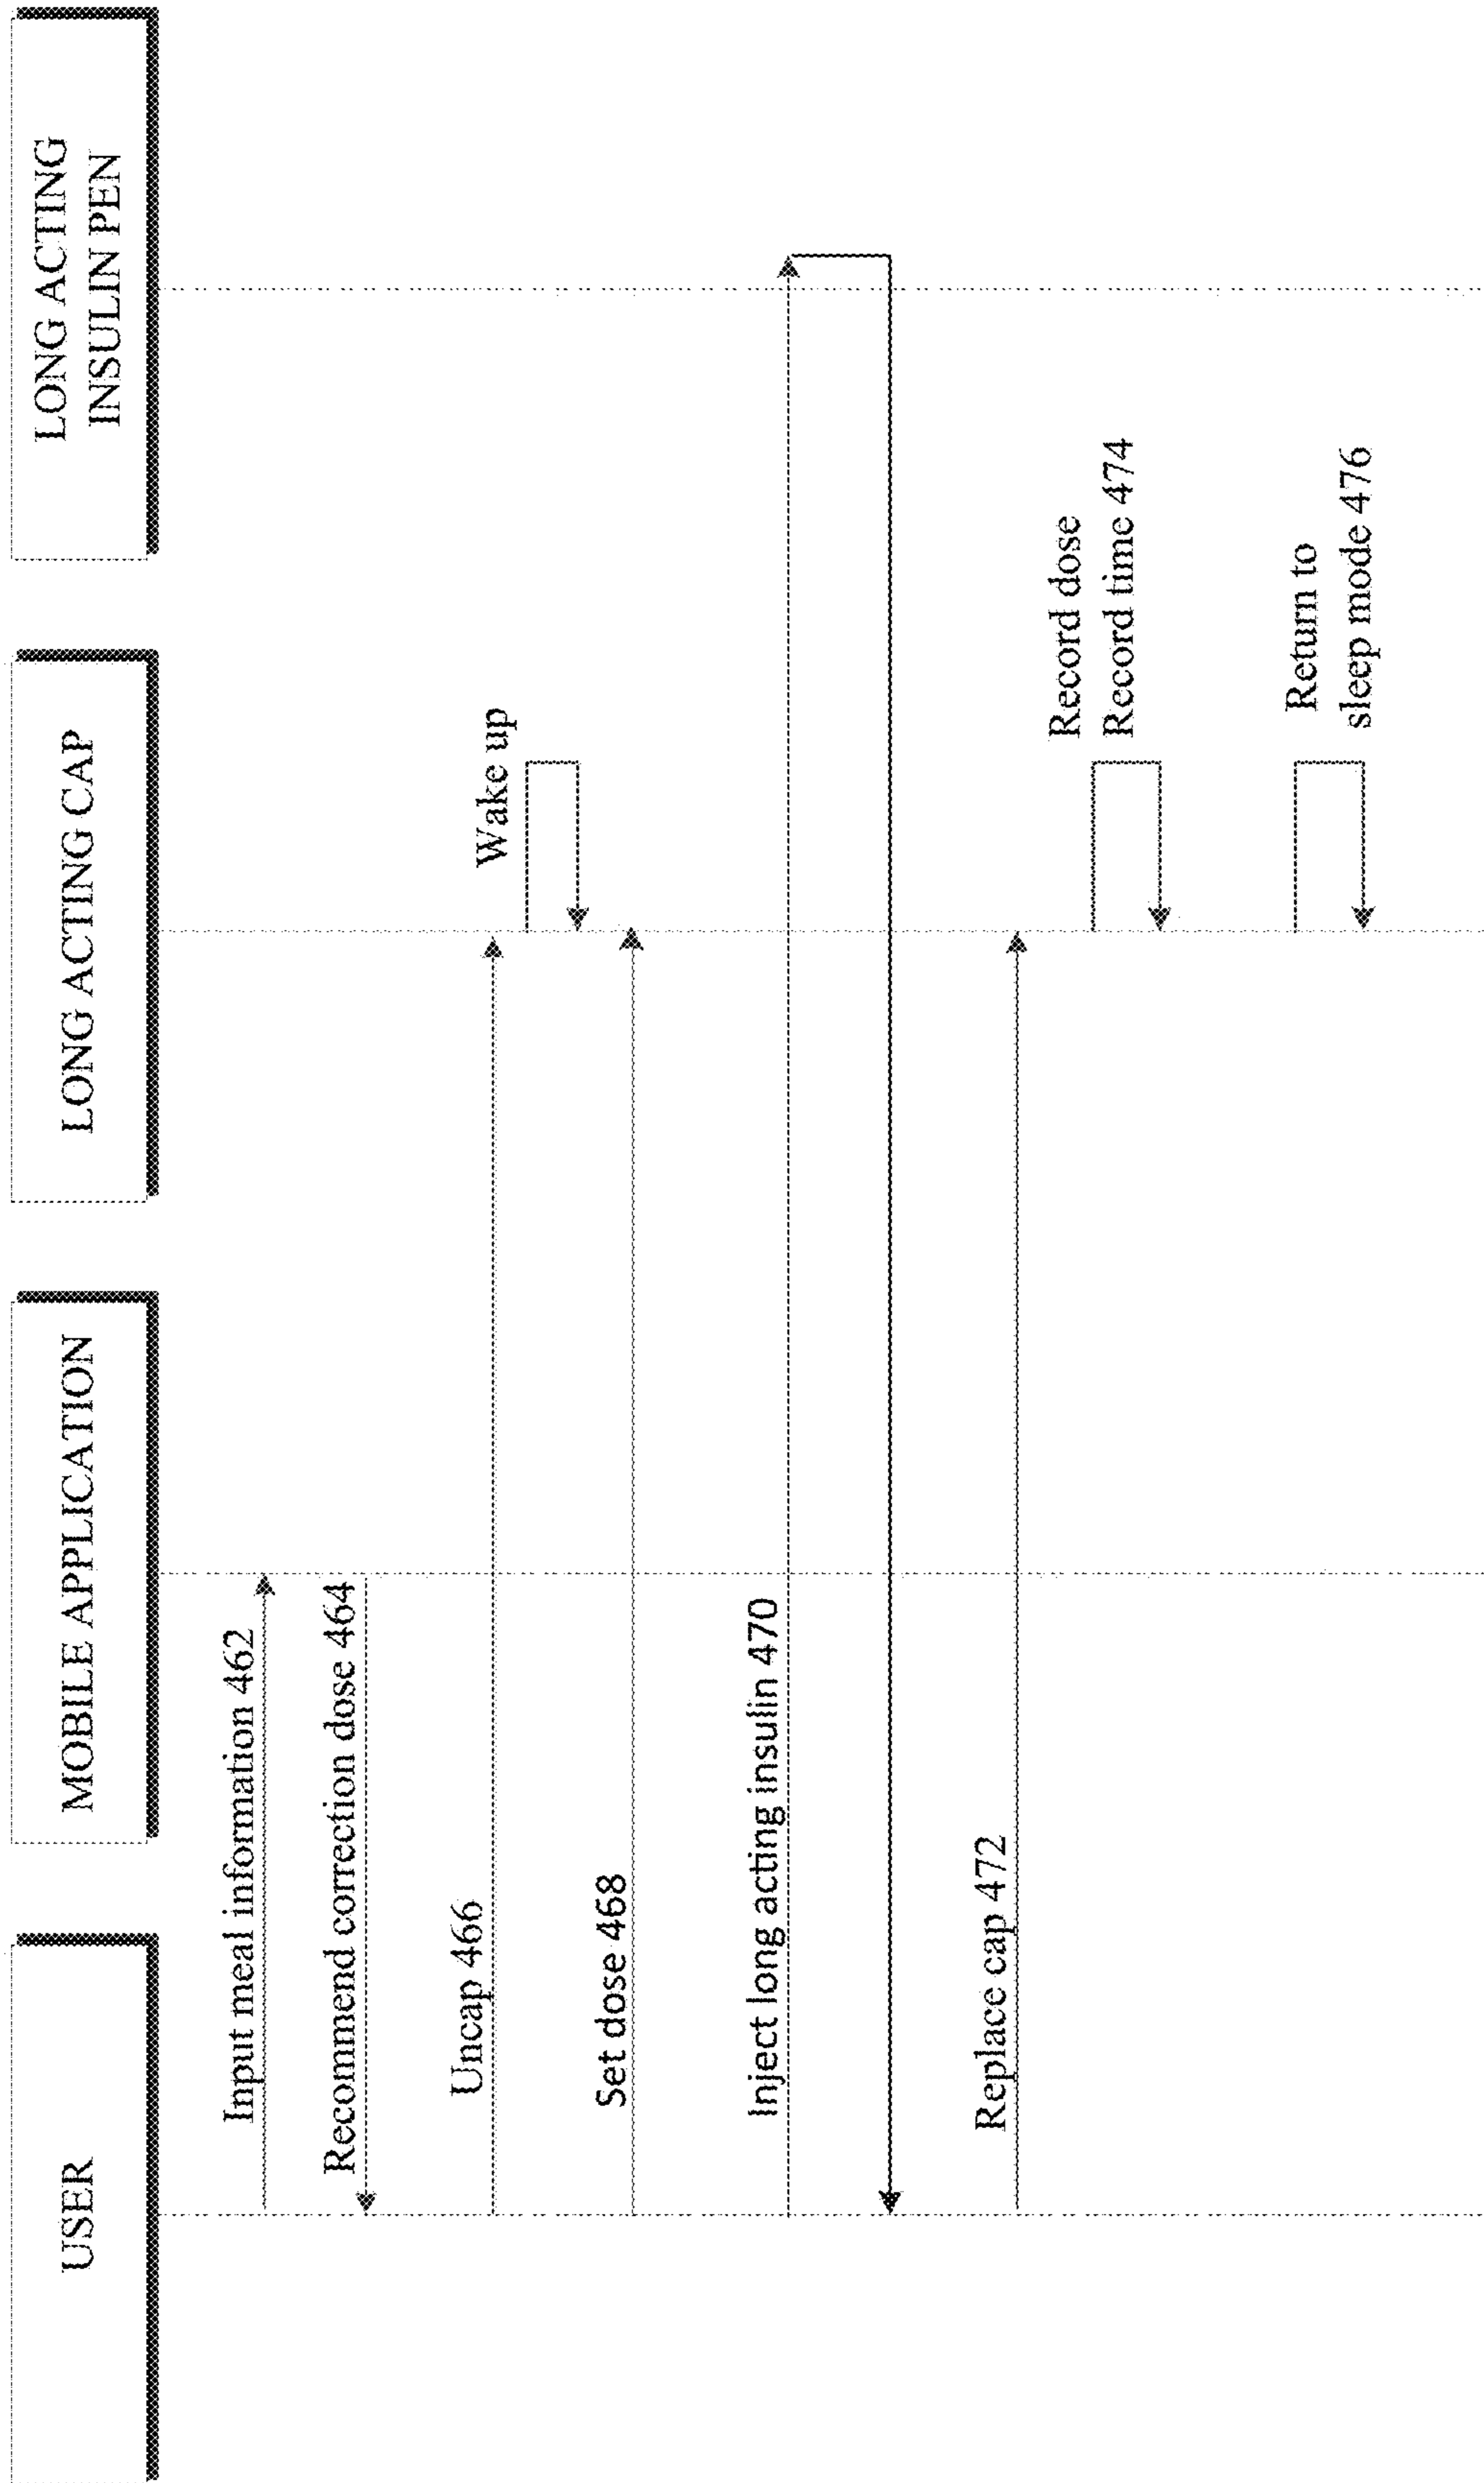 USER
MOBILE APPLICATION
LONG ACTING CAP
LONG ACTING
INSULIN PEN
Input meal information 462
Recommend correction dose 464
Uncap 466
Wake up
Set dose 468
Inject long acting insulin 470
Replace cap 472
Record dose
Record time 474
Return to
sleep mode 476